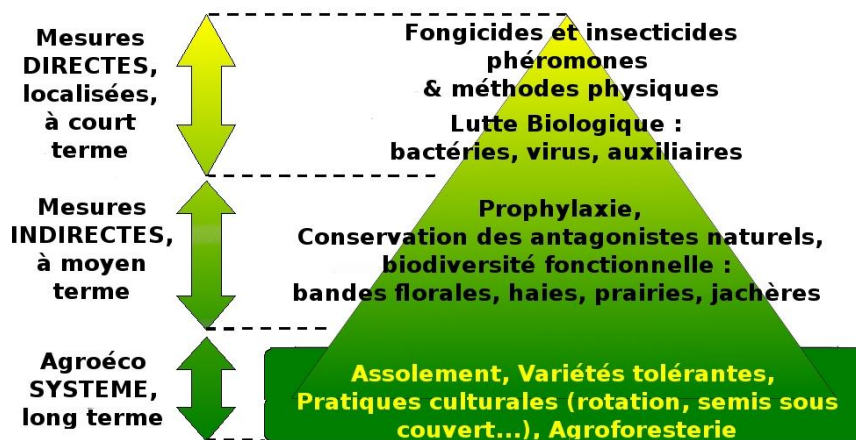 Mesures
DIRECTES,
localisées,
à court
terme
Fongicides et insecticides
phéromones
& méthodes physiques
Lutte Biologique :
bactéries, virus, auxiliaires
Mesures
INDIRECTES,
à moyen
terme
Prophylaxie,
Conservation des antagonistes naturels,
biodiversité fonctionnelle :
bandes florales, haies, prairies, jachères
Agroéco
SYSTEME,
long terme
Assolement, Variétés tolérantes,
Pratiques culturales (rotation, semis sous
couvert...), Agroforesterie